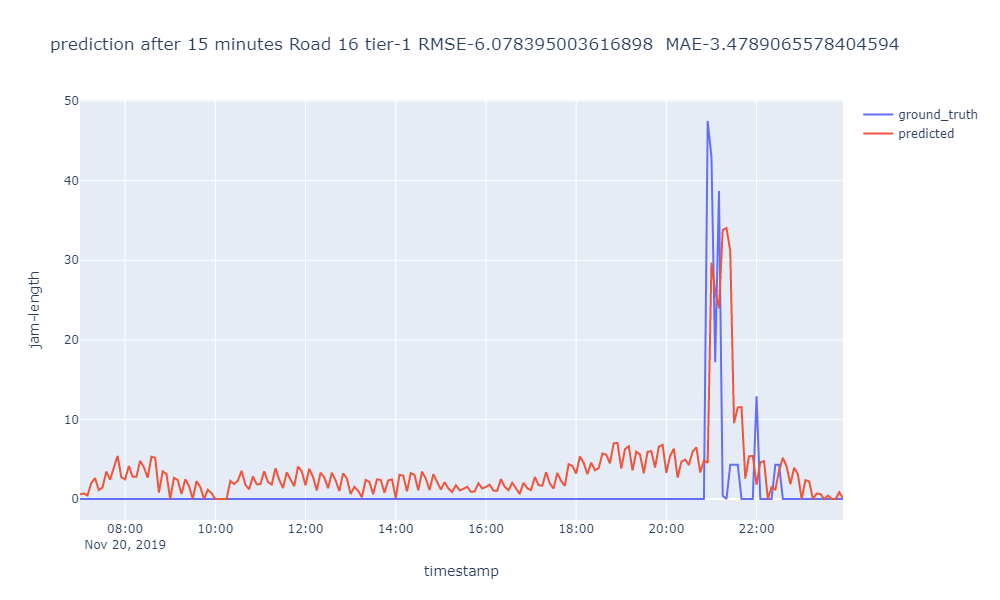 prediction after 15 minutes Road 16 tier-1 RMSE-6.078395003616898  MAE-3.4789065578404594
ground_truth
predicted
50
40
30
20
10
0
jam-length
08:00 10:00 12:00 14:00 16:00 18:00 20:00 22:00
Nov 20, 2019
timestamp